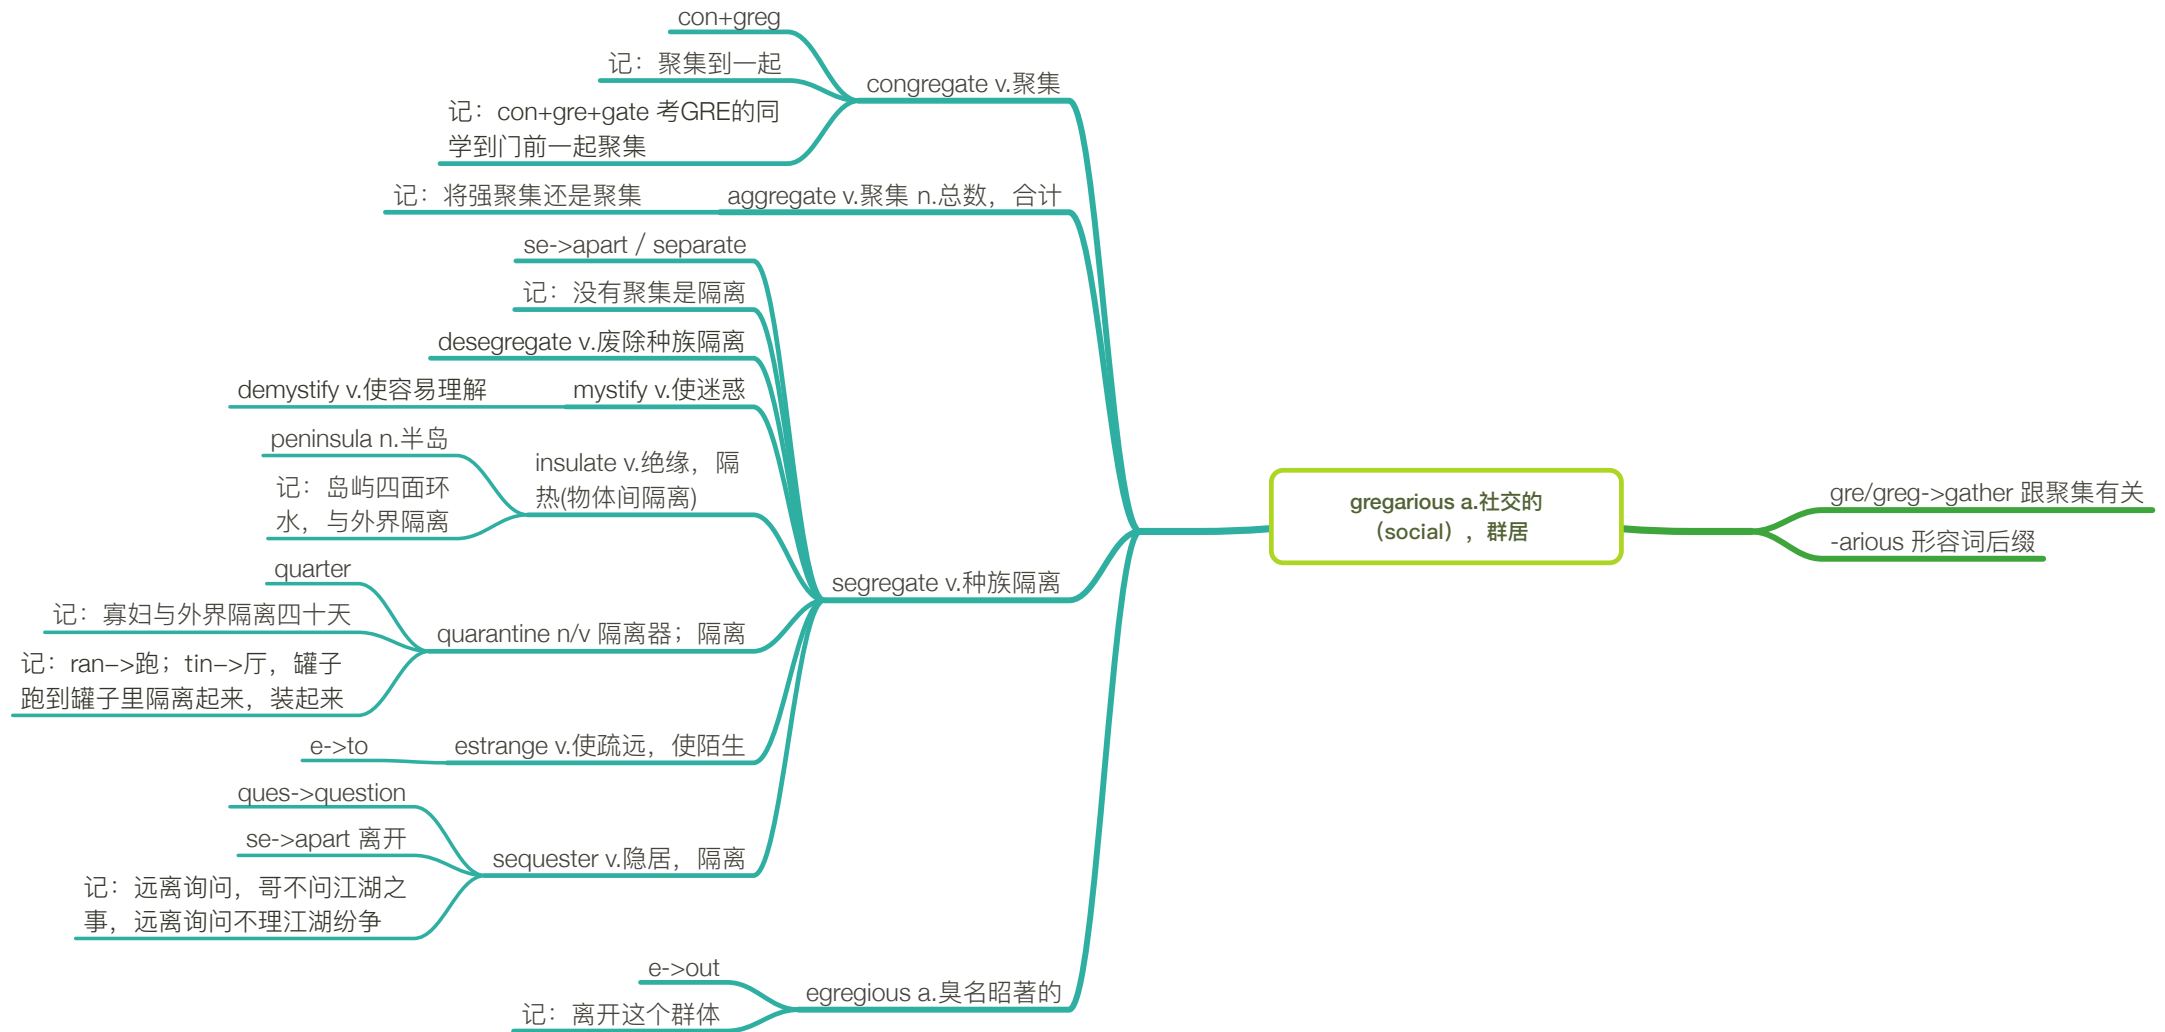 con+greg
记：聚集到一起
congregate v.聚集
记：con+gre+gate 考GRE的同
学到门前一起聚集
记：将强聚集还是聚集
aggregate v.聚集 n.总数，合计
se->apart / separate
记：没有聚集是隔离
desegregate v.废除种族隔离
demystify v.使容易理解
mystify v.使迷惑
peninsula n.半岛
记：岛屿四面环
水，与外界隔离
insulate v.绝缘，隔
热(物体间隔离)
segregate v.种族隔离
quarter
记：寡妇与外界隔离四十天
记：ran–>跑；tin–>厅，罐子
跑到罐子里隔离起来，装起来
quarantine n/v 隔离器；隔离
e->to
estrange v.使疏远，使陌生
ques->question
se->apart 离开
记：远离询问，哥不问江湖之
事，远离询问不理江湖纷争
sequester v.隐居，隔离
e->out
记：离开这个群体
egregious a.臭名昭著的
gregarious a.社交的
（social），群居
gre/greg->gather 跟聚集有关
-arious 形容词后缀